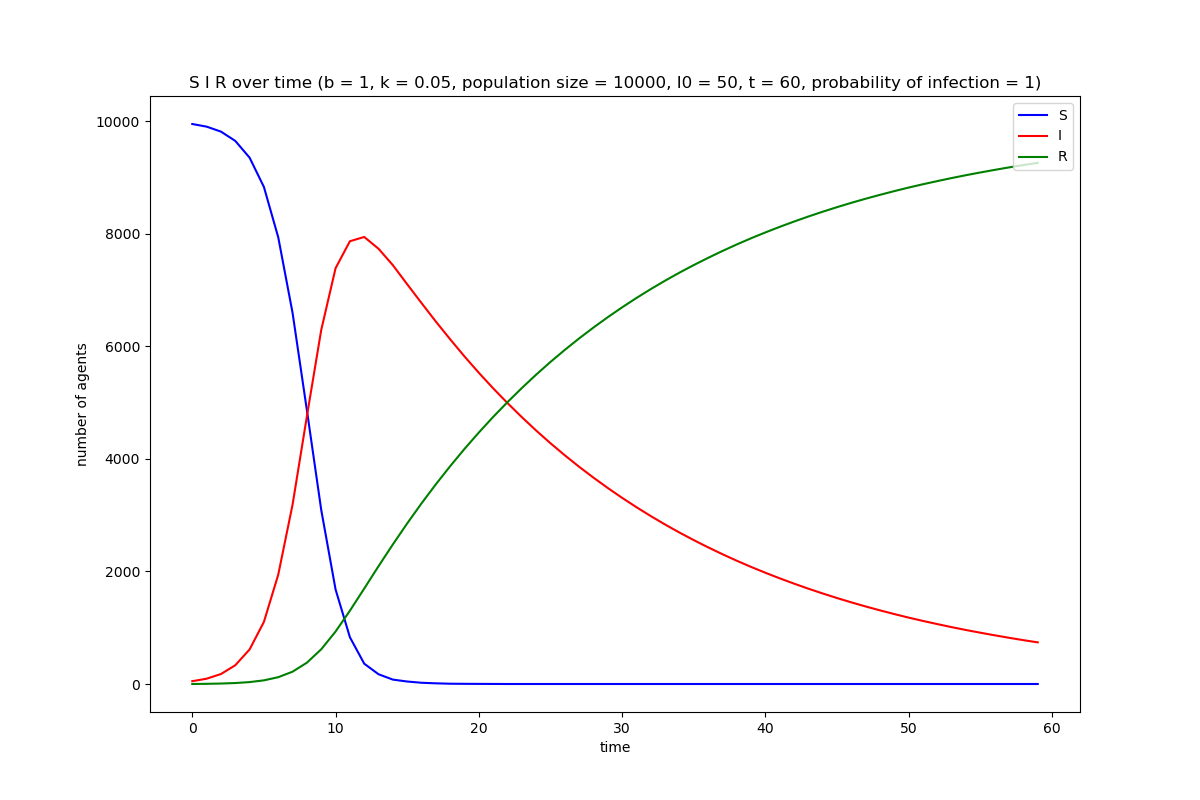 S I R over time (b = 1, k = 0.05, population size = 10000, I0 = 50, t = 60, probability of infection = 1)
S
I
R
10000
8000
6000
4000
2000
0
number of agents
0 10 20 30 40 50 60
time